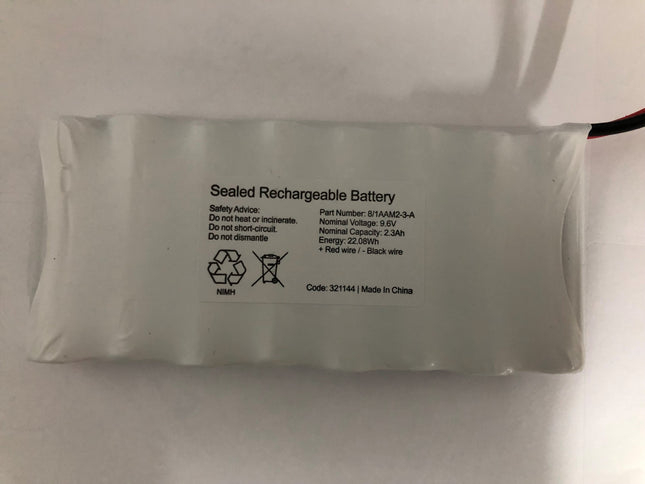 Sealed Rechargeable Battery
Safety Advice:
Do not heat or incinerate.
Do not short-circuit.
Do not dismantle
Part Number: 8/1AAM2-3-A
Nominal Voltage: 9.6V
Nominal Capacity: 2.3Ah
Energy: 22.08Wh
+ Red wire / - Black wire
NIMH
Code: 321144 | Made In China